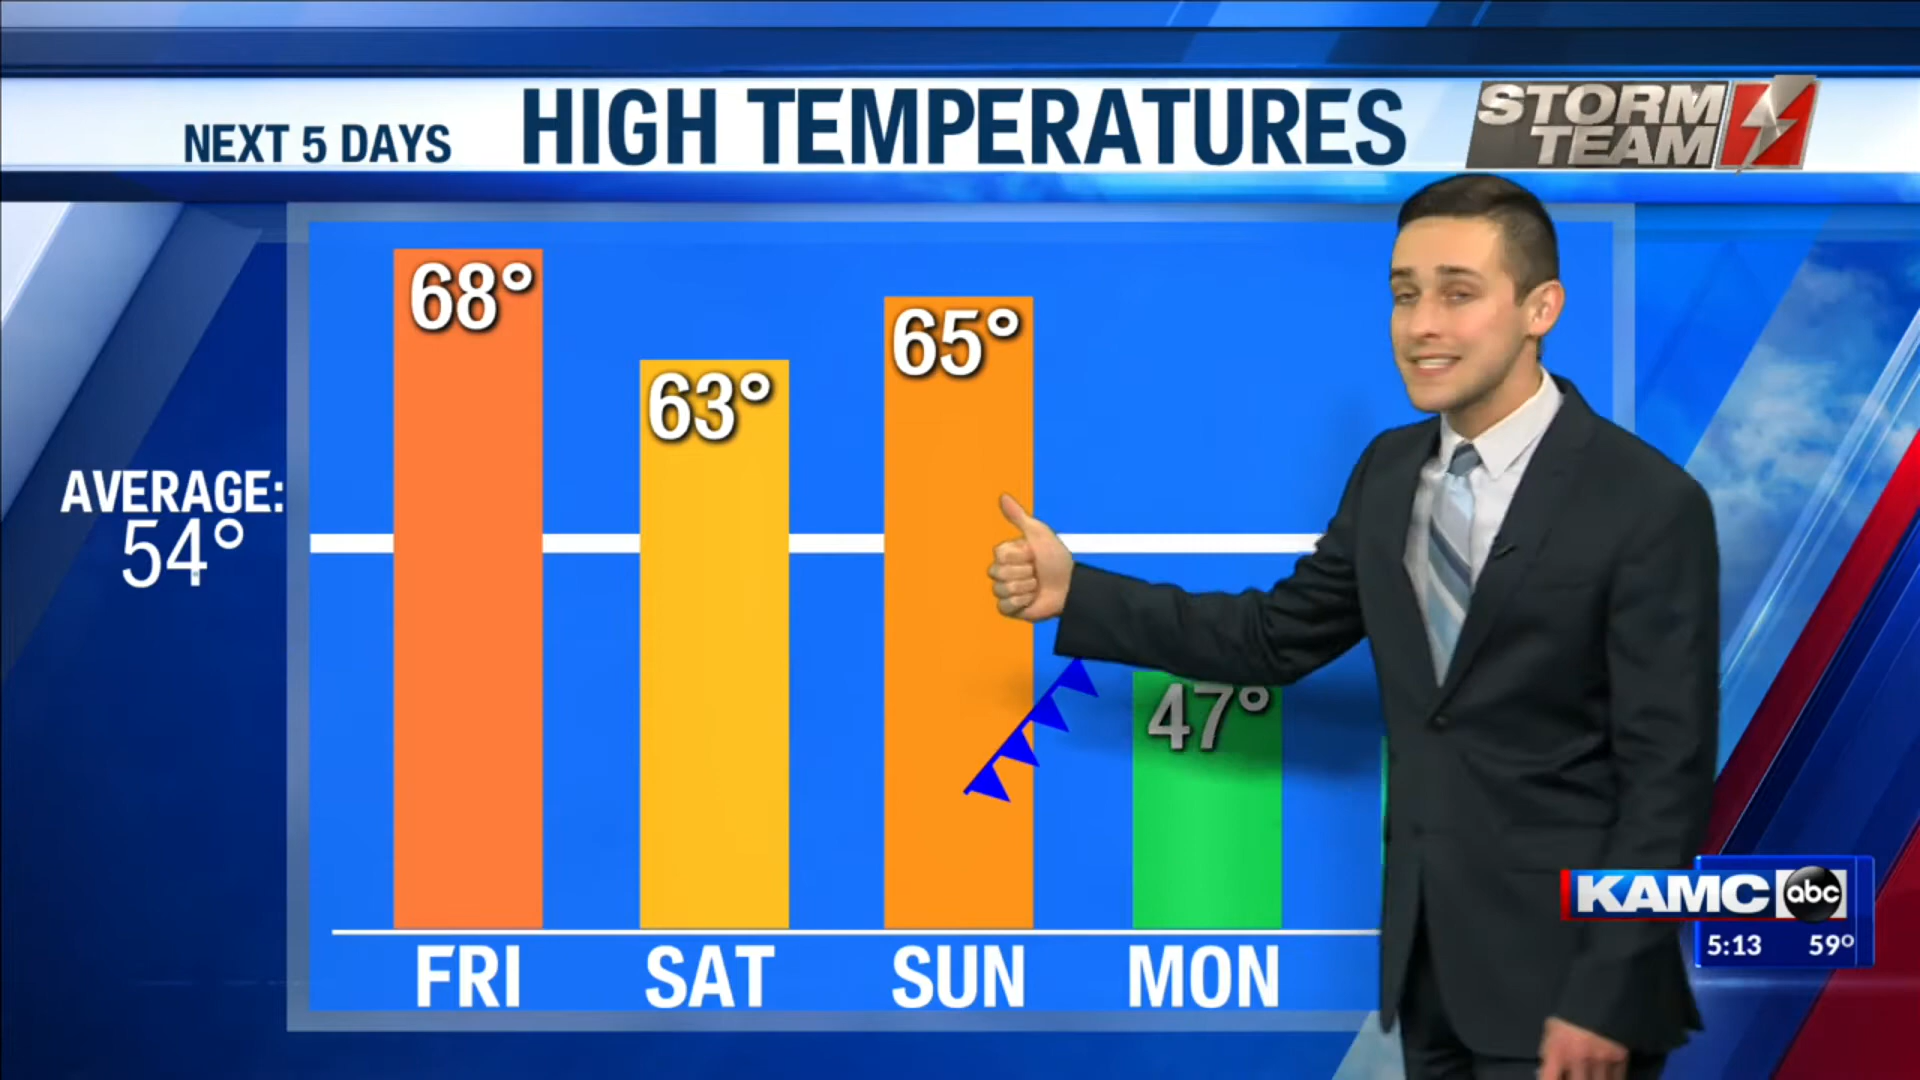 NEXT 5 DAYS
HIGH TEMPERATURES
STORM
TEAM
68°
63°
65°
AVERAGE:
54°
47°
FRI
SAT
SUN
MON
KAMC abc
5:13 59°